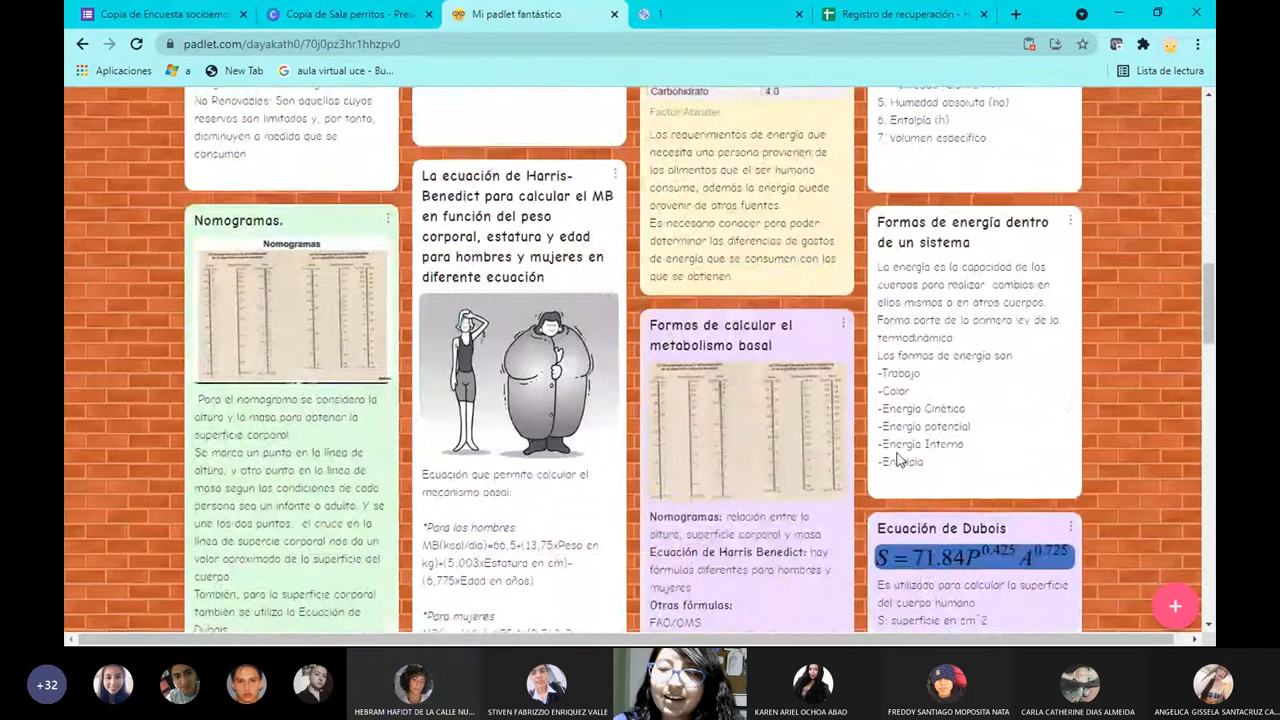 Copia de Encuesta socioemo
Copia de Sala perritos - Pres
Mi padlet fantástico
1
Registro de recuperación - H
padlet.com/dayakath0/70j0pz3hr1hhzpv0
Aplicaciones
a
New Tab
aula virtual uce - Bu...
Lista de lectura
No Renovables: Son aquellas cuyas
reservas son limitadas y, por tanto,
disminuyen a medida que se
consumen
Nomogramas.
Nomogramas
Para el nomograma se considera la
altura y la masa para obtener la
superficie corporal
Se marca un punto en la línea de
altura, y otro punto en la línea de
masa segun las condiciones de cada
persona sea un infante o adulto. Y se
une los dos puntos, el cruce en la
línea de supercie corporal nos da un
valor aproximado de la superficie del
cuerpo.
También, para la superficie corporal
también se utiliza la Ecuación de
Dubois
La ecuación de Harris-
Benedict para calcular el MB
en función del peso
corporal, estatura y edad
para hombres y mujeres en
diferente ecuación
Ecuación que permite calcular el
mecanismo basal:
*Para los hombres:
MB(kcal/día)=66,5+(13,75xPeso en
kg)+(5,003xEstatura en cm)-
(6,775xEdad en años)
*Para mujeres
Carbohidrato 4.0
Factor Atwater
Los requerimientos de energía que
necesita una persona provienen de
los alimentos que el ser humano
consume, además la energía puede
provenir de otras fuentes.
Es necesario conocer para poder
determinar las diferencias de gastos
de energía que se consumen con las
que se obtienen.
Formas de calcular el
metabolismo basal
Nomogramas: relación entre la
altura, superficie corporal y masa
Ecuación de Harris Benedict: hay
fórmulas diferentes para hombres y
mujeres
Otras fórmulas:
FAO/OMS
5. Humedad absoluta (ha)
6. Entalpía (h)
7. Volumen específico
Formas de energía dentro
de un sistema
La energía es la capacidad de los
cuerpos para realizar cambios en
ellos mismos o en otros cuerpos.
Forma parte de la primera ley de la
termodinámica
Las formas de energía son
-Trabajo
-Calor
-Energía Cinética
-Energía potencial
-Energía Interna
-Entalpia
Ecuación de Dubois
S = 71.84P^0.425 A^0.725
Es utilizado para calcular la superficie
del cuerpo humano
S: superficie en cm^2
+32
HEBRAM HAFIDT DE LA CALLE NU...
STIVEN FABRIZZIO ENRIQUEZ VALLE
KAREN ARIEL OCHOA ABAD
FREDDY SANTIAGO MOPOSITA NATA
CARLA CATHERINE DIAS ALMEIDA
ANGELICA GISSELA SANTACRUZ CA...